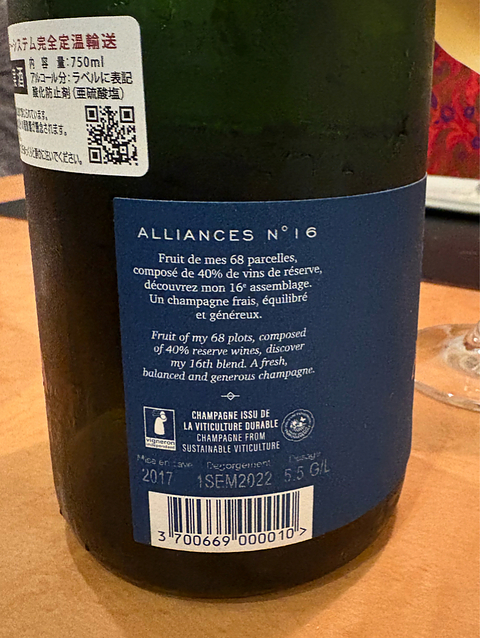 システム完全定温輸送
内 容 量:750ml
アルコール分:ラベルに表記
酸化防止剤(亜硫酸塩)
ALLIANCES N°16
Fruit de mes 68 parcelles,
composé de 40% de vins de réserve,
découvrez mon 16e assemblage.
Un champagne frais, équilibré
et généreux.
Fruit of my 68 plots, composed
of 40% reserve wines, discover
my 16th blend. A fresh,
balanced and generous champagne.
CHAMPAGNE ISSU DE
LA VITICULTURE DURABLE
CHAMPAGNE FROM
SUSTAINABLE VITICULTURE
vigneron
indépendant
Mise en cave Dégorgement Dosage
2017 1SEM2022 5.5 G/L
3 700669 000010 >